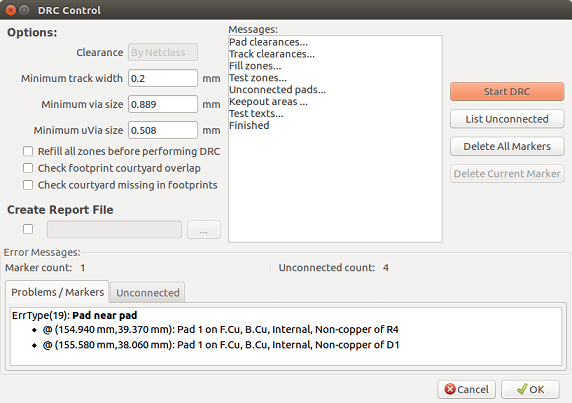 DRC Control
Options:
Clearance By Netclass
Minimum track width 0.2 mm
Minimum via size 0.889 mm
Minimum uVia size 0.508 mm
Refill all zones before performing DRC
Check footprint courtyard overlap
Check courtyard missing in footprints
Create Report File
...
Messages:
Pad clearances...
Track clearances...
Fill zones...
Test zones...
Unconnected pads...
Keepout areas ...
Test texts...
Finished
Start DRC
List Unconnected
Delete All Markers
Delete Current Marker
Error Messages:
Marker count: 1 Unconnected count: 4
Problems / Markers Unconnected
ErrType(19): Pad near pad
@ (154.940 mm,39.370 mm): Pad 1 on F.Cu, B.Cu, Internal, Non-copper of R4
@ (155.580 mm,38.060 mm): Pad 1 on F.Cu, B.Cu, Internal, Non-copper of D1
Cancel OK